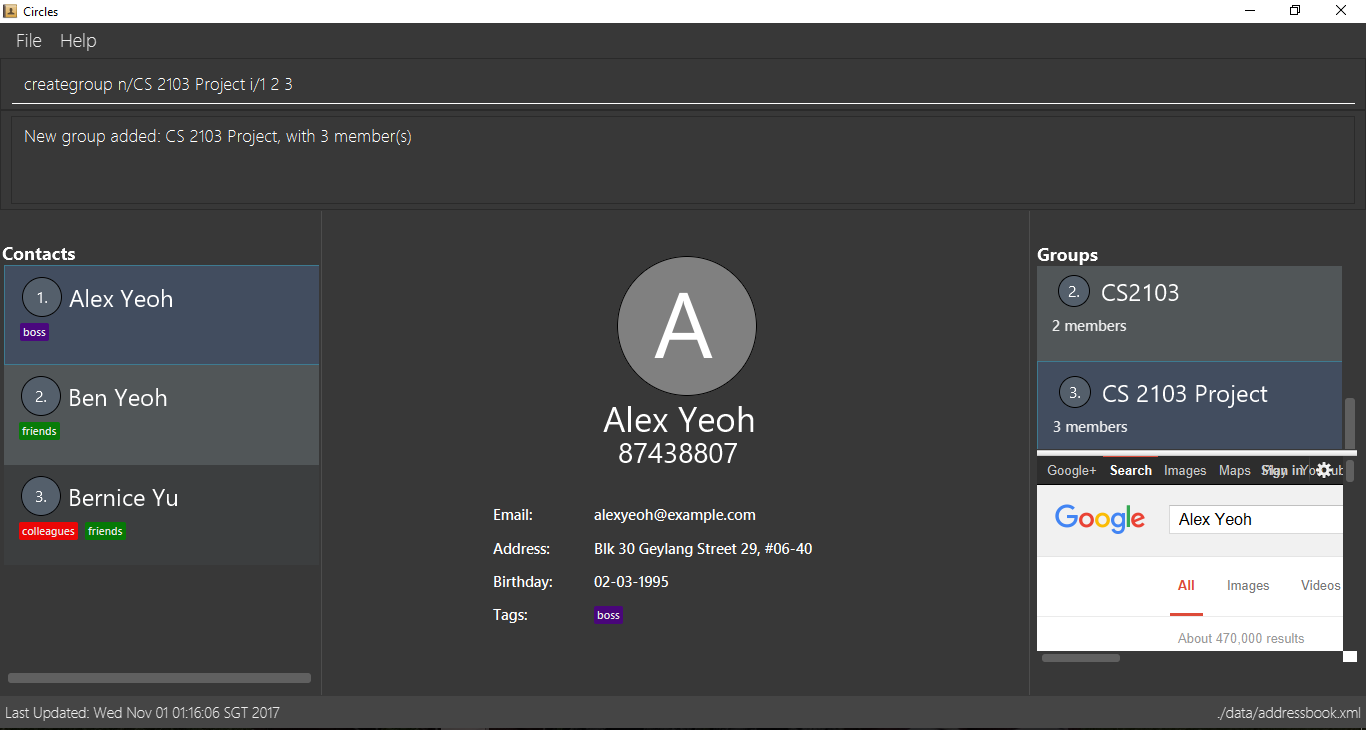 Circles
File Help
creategroup n/CS 2103 Project i/1 2 3
New group added: CS 2103 Project, with 3 member(s)
Contacts
1. Alex Yeoh
boss
2. Ben Yeoh
friends
3. Bernice Yu
colleagues friends
A
Alex Yeoh
87438807
Email: alexyeoh@example.com
Address: Blk 30 Geylang Street 29, #06-40
Birthday: 02-03-1995
Tags: boss
Groups
2. CS2103
2 members
3. CS 2103 Project
3 members
Google+ Search Images Maps
Google Alex Yeoh
All Images Videos
About 470,000 results
Last Updated: Wed Nov 01 01:16:06 SGT 2017 ./data/addressbook.xml